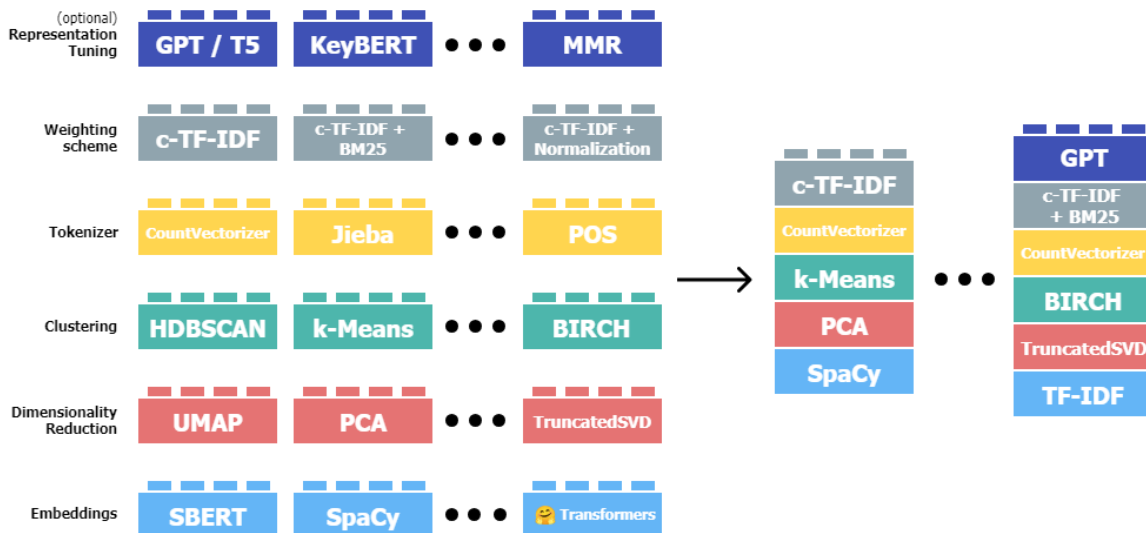 (optional)
Representation
Tuning
GPT / T5
KeyBERT
MMR
Weighting
scheme
c-TF-IDF
c-TF-IDF +
BM25
c-TF-IDF +
Normalization
Tokenizer
CountVectorizer
Jieba
POS
Clustering
HDBSCAN
k-Means
BIRCH
Dimensionality
Reduction
UMAP
PCA
TruncatedSVD
Embeddings
SBERT
SpaCy
🤗 Transformers
c-TF-IDF
CountVectorizer
k-Means
PCA
SpaCy
GPT
c-TF-IDF
+ BM25
CountVectorizer
BIRCH
TruncatedSVD
TF-IDF